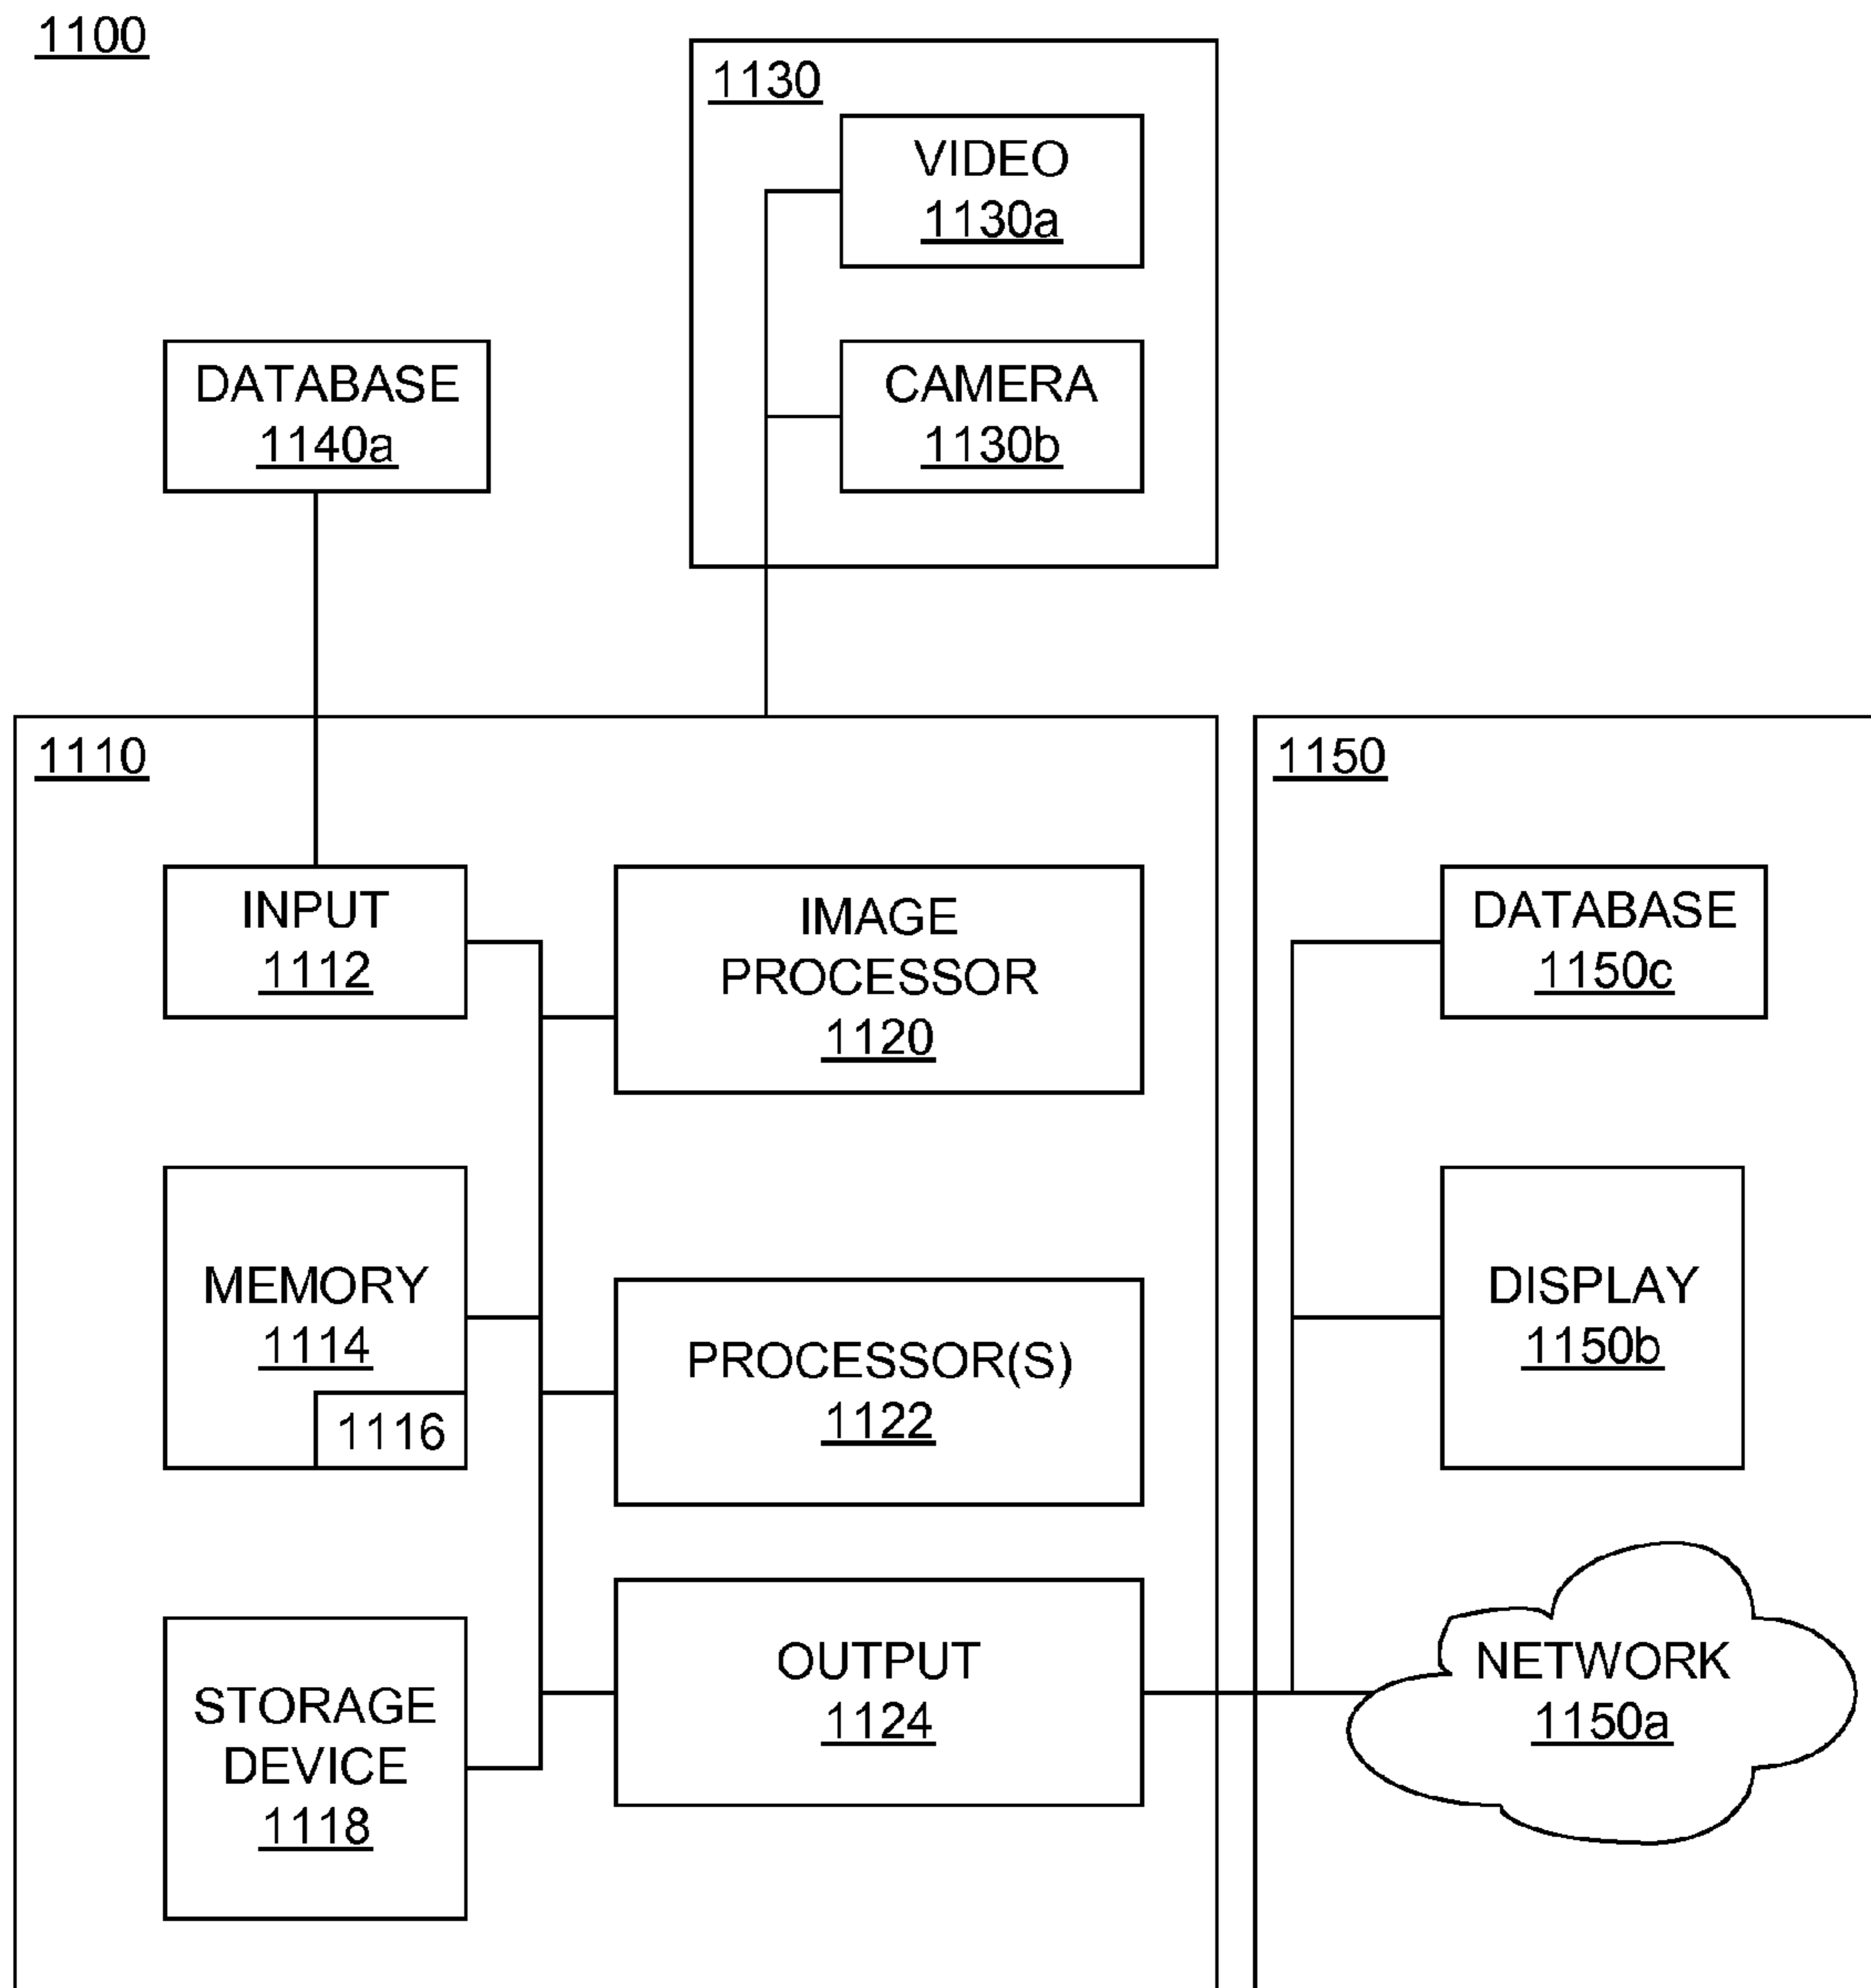 1100
1130
VIDEO
1130a
CAMERA
1130b
DATABASE
1140a
1110
INPUT
1112
IMAGE
PROCESSOR
1120
MEMORY
1114
1116
PROCESSOR(S)
1122
STORAGE
DEVICE
1118
OUTPUT
1124
1150
DATABASE
1150c
DISPLAY
1150b
NETWORK
1150a